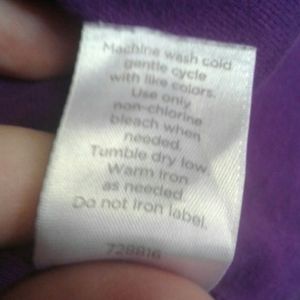 Machine wash cold
gentle cycle
with like colors.
Use only
non-chlorine
bleach when
needed.
Tumble dry low
Warm Iron
as needed.
Do not Iron label.
728816